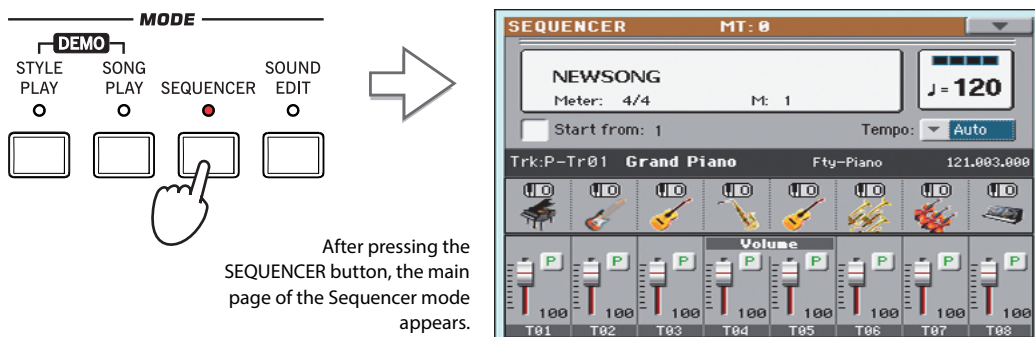 MODE
DEMO
STYLE PLAY
SONG PLAY
SEQUENCER
SOUND EDIT
After pressing the
SEQUENCER button, the main
page of the Sequencer mode
appears.
SEQUENCER MT: 0
NEWSONG
Meter: 4/4 M: 1
♩ = 120
Start from: 1 Tempo: Auto
Trk:P-Tr01 Grand Piano Fty-Piano 121.003.000
Volume
P P P P P P P P
100 100 100 100 100 100 100 100
T01 T02 T03 T04 T05 T06 T07 T08